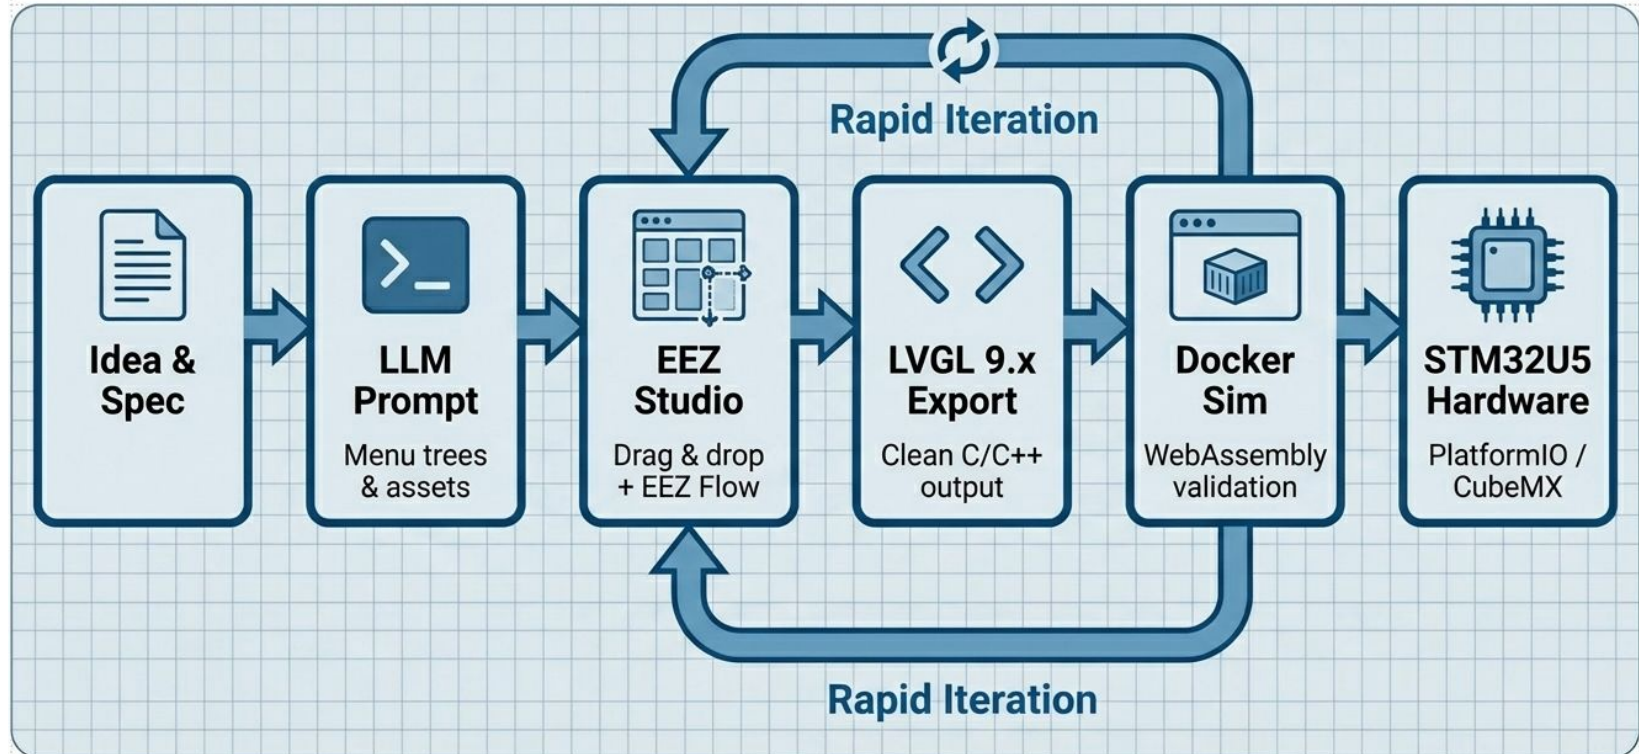 Rapid Iteration
Idea &
Spec
LLM
Prompt
Menu trees
& assets
EEZ
Studio
Drag & drop
+ EEZ Flow
LVGL 9.x
Export
Clean C/C++
output
Docker
Sim
WebAssembly
validation
STM32U5
Hardware
PlatformIO /
CubeMX
Rapid Iteration